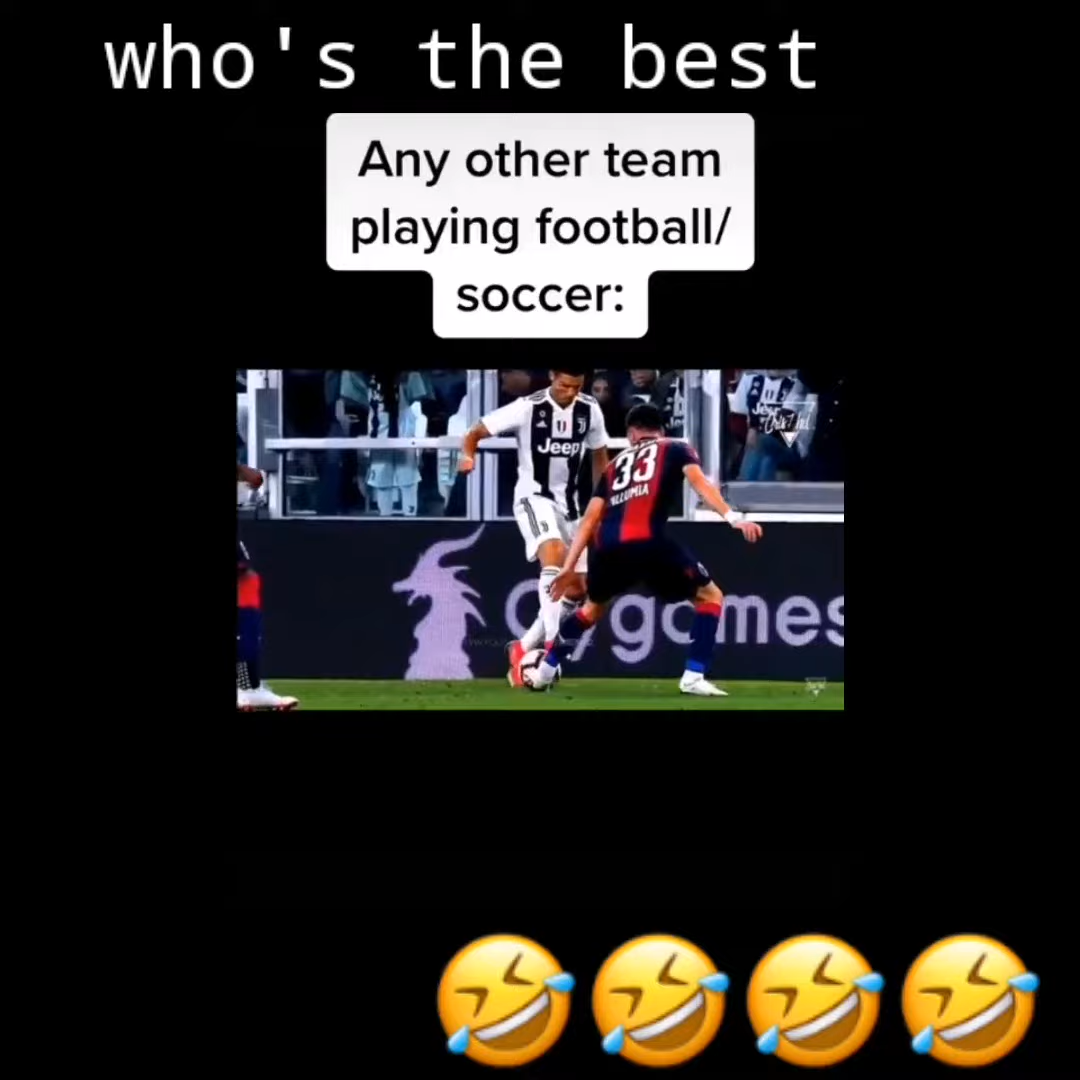 who's the best
Any other team
playing football/
soccer:
Jeep
33
games